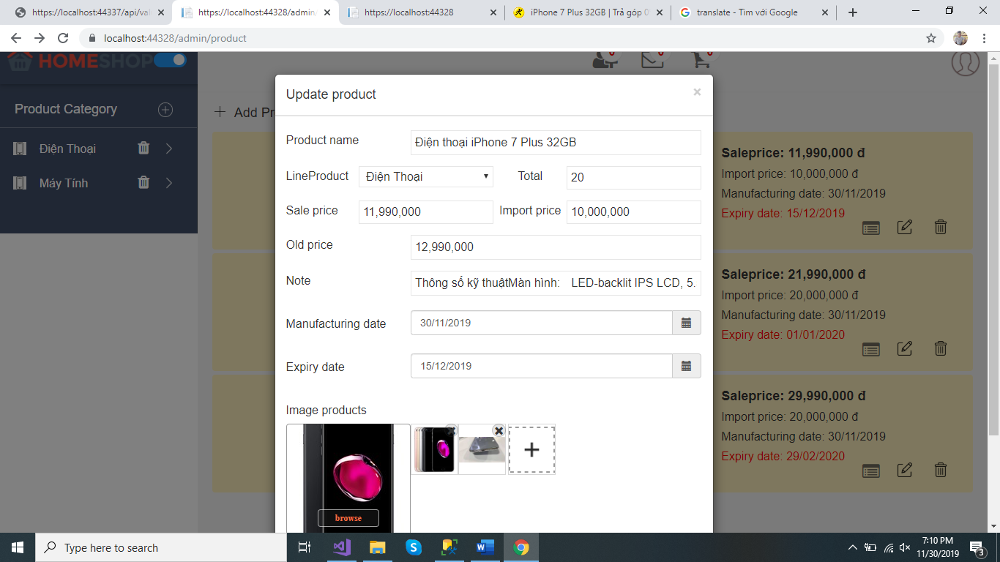 https://localhost:44337/api/val
https://localhost:44328/admin/
https://localhost:44328
iPhone 7 Plus 32GB | Trả góp 0
translate - Tìm với Google
localhost:44328/admin/product
HOMESHOP
0 0 0
Product Category
Điện Thoại
Máy Tính
Add Pr
Update product
×
Product name
Điện thoại iPhone 7 Plus 32GB
LineProduct
Điện Thoại
Total
20
Sale price
11,990,000
Import price
10,000,000
Old price
12,990,000
Note
Thông số kỹ thuậtMàn hình: LED-backlit IPS LCD, 5.
Manufacturing date
30/11/2019
Expiry date
15/12/2019
Image products
browse
Saleprice: 11,990,000 đ
Import price: 10,000,000 đ
Manufacturing date: 30/11/2019
Expiry date: 15/12/2019
Saleprice: 21,990,000 đ
Import price: 20,000,000 đ
Manufacturing date: 30/11/2019
Expiry date: 01/01/2020
Saleprice: 29,990,000 đ
Import price: 20,000,000 đ
Manufacturing date: 30/11/2019
Expiry date: 29/02/2020
Type here to search
7:10 PM
11/30/2019
3